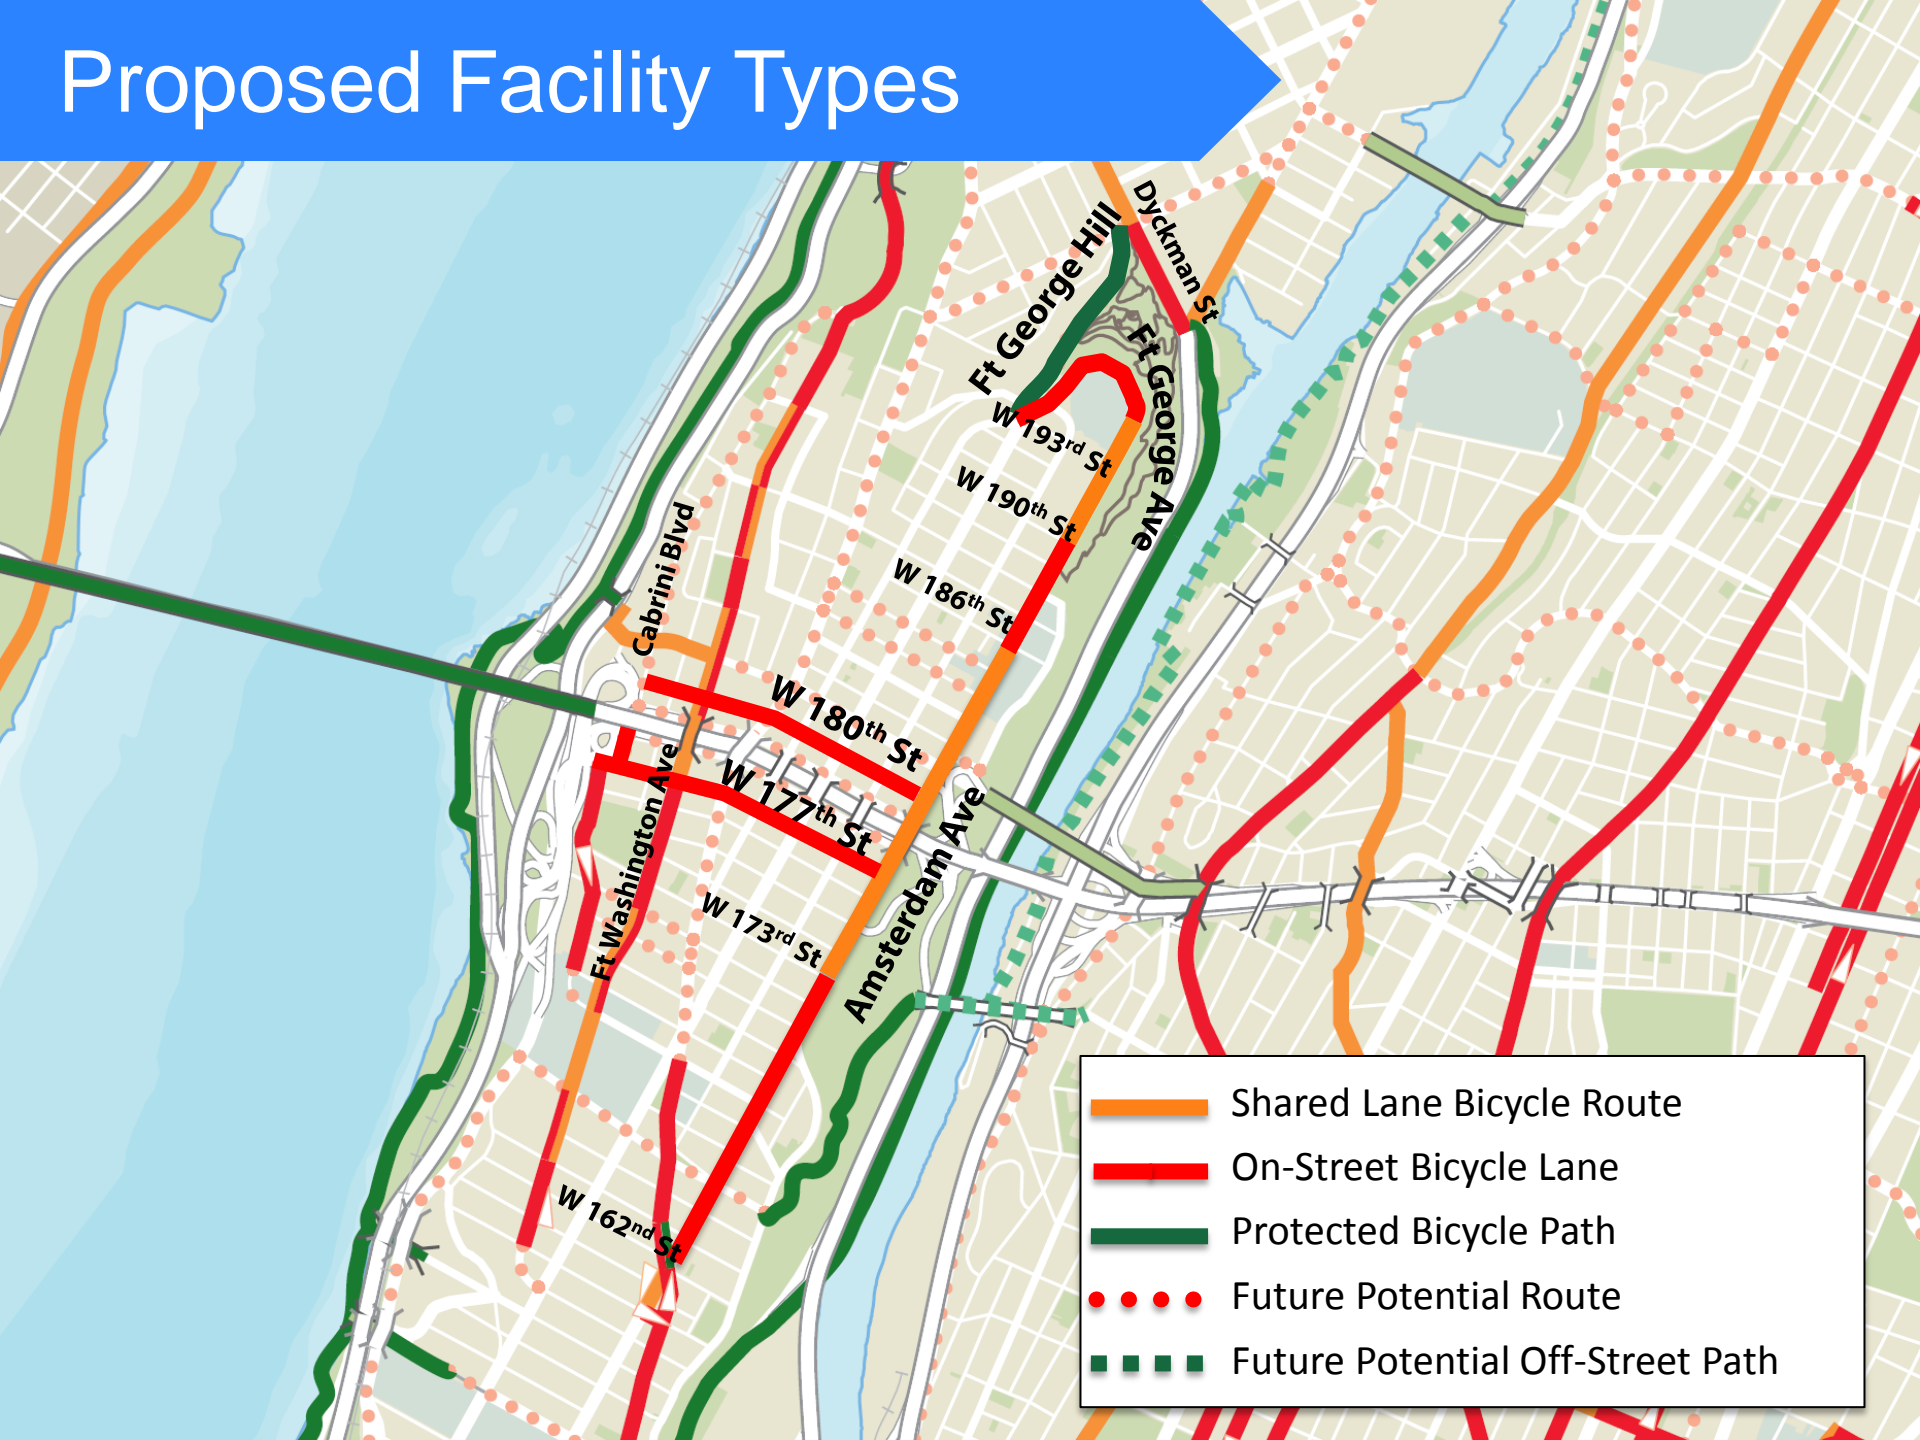 Proposed Facility Types
Dyckman St
Ft George Hill
Ft George Ave
W 193rd St
W 190th St
Cabrini Blvd
W 186th St
W 180th St
W 177th St
Ft Washington Ave
Amsterdam Ave
W 173rd St
W 162nd St
Shared Lane Bicycle Route
On-Street Bicycle Lane
Protected Bicycle Path
Future Potential Route
Future Potential Off-Street Path